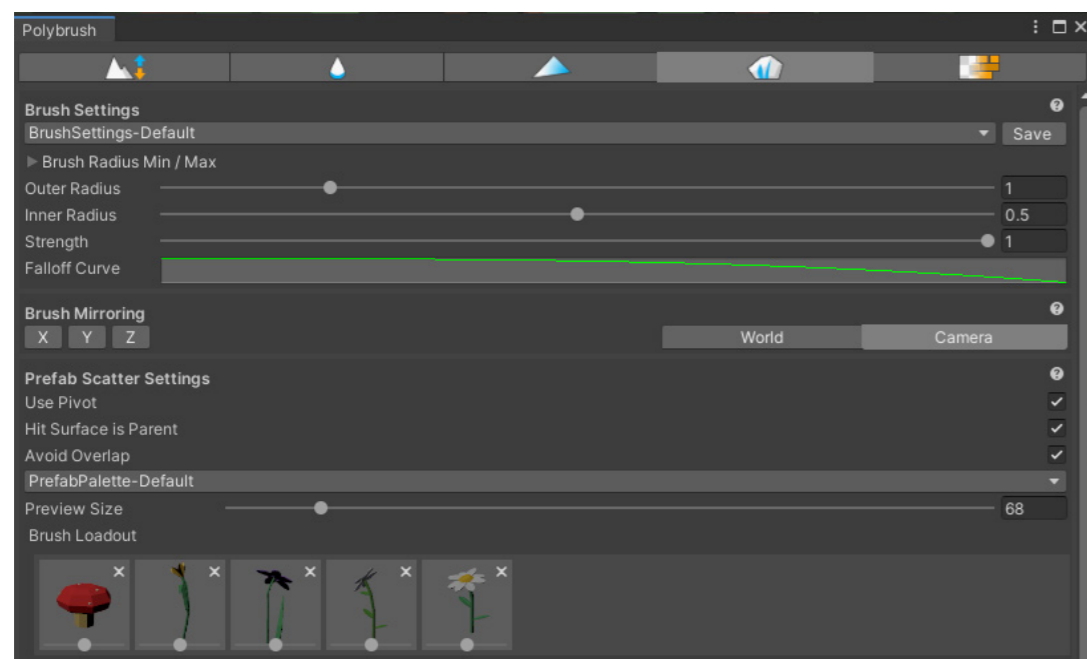 Polybrush
Brush Settings
BrushSettings-Default Save
Brush Radius Min / Max
Outer Radius 1
Inner Radius 0.5
Strength 1
Falloff Curve
Brush Mirroring
X Y Z World Camera
Prefab Scatter Settings
Use Pivot
Hit Surface is Parent
Avoid Overlap
PrefabPalette-Default
Preview Size 68
Brush Loadout